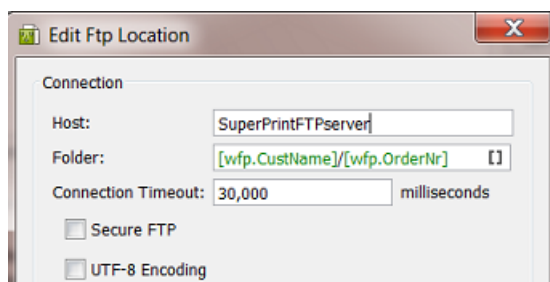 Edit Ftp Location
Connection
Host: SuperPrintFTPserver
Folder: [wfp.CustName]/[wfp.OrderNr] []
Connection Timeout: 30,000 milliseconds
Secure FTP
UTF-8 Encoding